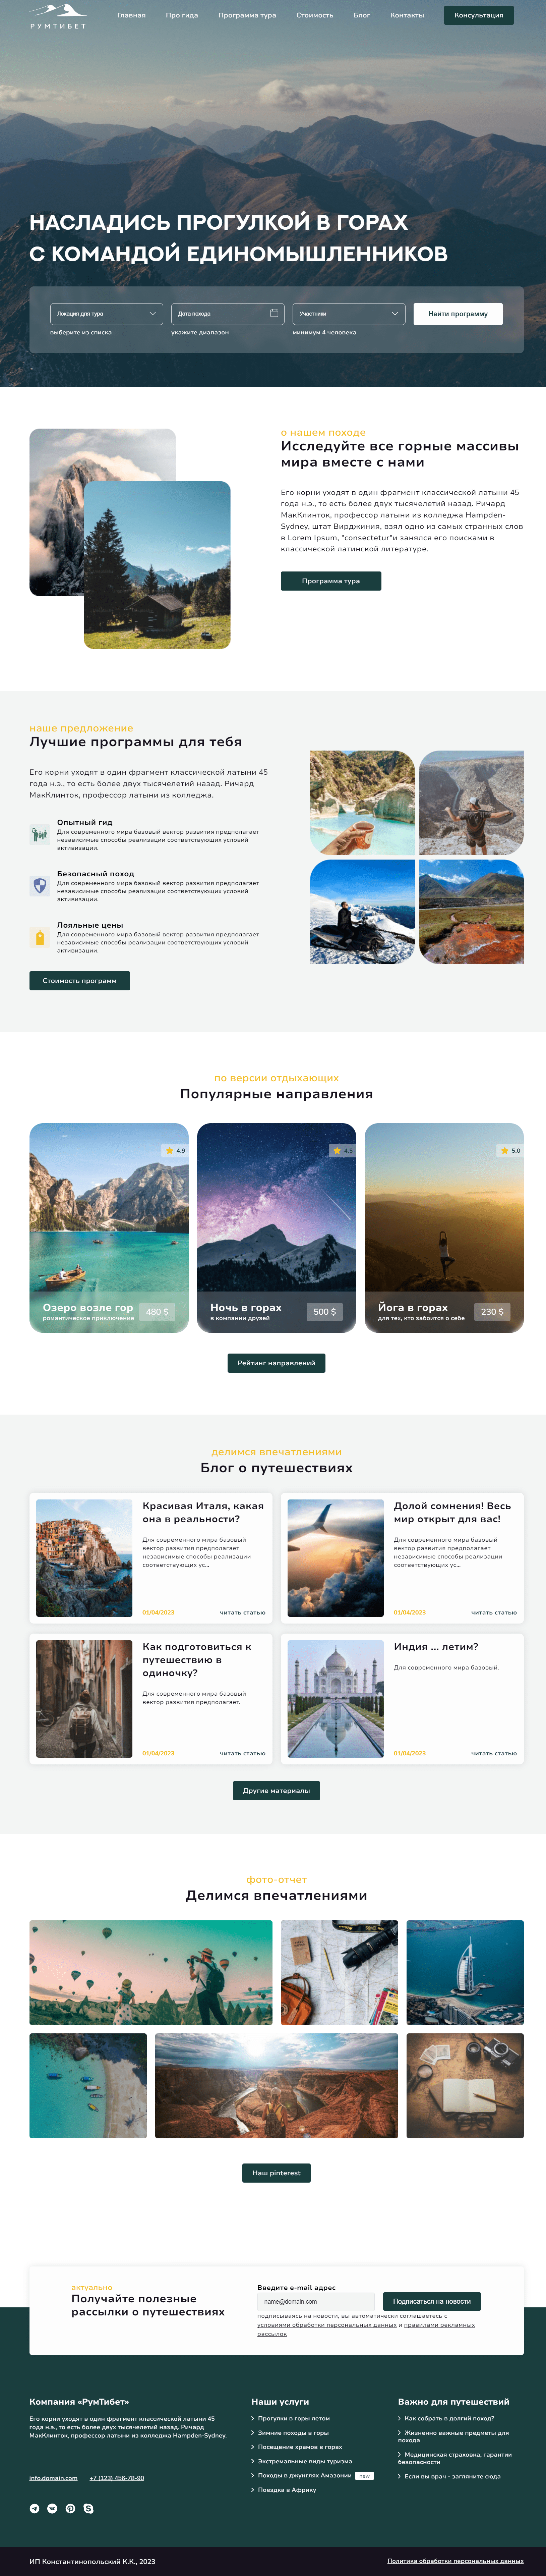 РУМТИБЕТ
Главная Про гида Программа тура Стоимость Блог Контакты Консультация
НАСЛАДИСЬ ПРОГУЛКОЙ В ГОРАХ
С КОМАНДОЙ ЕДИНОМЫШЛЕННИКОВ
Локация для тура Дата похода Участники Найти программу
выберите из списка укажите диапазон минимум 4 человека
о нашем походе
Исследуйте все горные массивы
мира вместе с нами
Его корни уходят в один фрагмент классической латыни 45
года н.э., то есть более двух тысячелетий назад. Ричард
МакКлинток, профессор латыни из колледжа Hampden-
Sydney, штат Вирджиния, взял одно из самых странных слов
в Lorem Ipsum, "consectetur"и занялся его поисками в
классической латинской литературе.
Программа тура
наше предложение
Лучшие программы для тебя
Его корни уходят в один фрагмент классической латыни 45
года н.э., то есть более двух тысячелетий назад. Ричард
МакКлинток, профессор латыни из колледжа.
Опытный гид
Для современного мира базовый вектор развития предполагает
независимые способы реализации соответствующих условий
активизации.
Безопасный поход
Для современного мира базовый вектор развития предполагает
независимые способы реализации соответствующих условий
активизации.
Лояльные цены
Для современного мира базовый вектор развития предполагает
независимые способы реализации соответствующих условий
активизации.
Стоимость программ
по версии отдыхающих
Популярные направления
4.9
4.5
5.0
Озеро возле гор
романтическое приключение
480 $
Ночь в горах
в компании друзей
500 $
Йога в горах
для тех, кто забоится о себе
230 $
Рейтинг направлений
делимся впечатлениями
Блог о путешествиях
Красивая Италя, какая
она в реальности?
Для современного мира базовый
вектор развития предполагает
независимые способы реализации
соответствующих ус...
01/04/2023 читать статью
Долой сомнения! Весь
мир открыт для вас!
Для современного мира базовый
вектор развития предполагает
независимые способы реализации
соответствующих ус...
01/04/2023 читать статью
Как подготовиться к
путешествию в
одиночку?
Для современного мира базовый
вектор развития предполагает.
01/04/2023 читать статью
Индия ... летим?
Для современного мира базовый.
01/04/2023 читать статью
Другие материалы
фото-отчет
Делимся впечатлениями
Наш pinterest
актуально
Получайте полезные
рассылки о путешествиях
Введите e-mail адрес
name@domain.com Подписаться на новости
подписываясь на новости, вы автоматически соглашаетесь с
условиями обработки персональных данных и правилами рекламных
рассылок
Компания «РумТибет»
Его корни уходят в один фрагмент классической латыни 45
года н.э., то есть более двух тысячелетий назад. Ричард
МакКлинток, профессор латыни из колледжа Hampden-Sydney.
info.domain.com +7 (123) 456-78-90
Наши услуги
Прогулки в горы летом
Зимние походы в горы
Посещение храмов в горах
Экстремальные виды туризма
Походы в джунглях Амазонии new
Поездка в Африку
Важно для путешествий
Как собрать в долгий поход?
Жизненно важные предметы для
похода
Медицинская страховка, гарантии
безопасности
Если вы врач - загляните сюда
ИП Константинопольский К.К., 2023
Политика обработки персональных данных